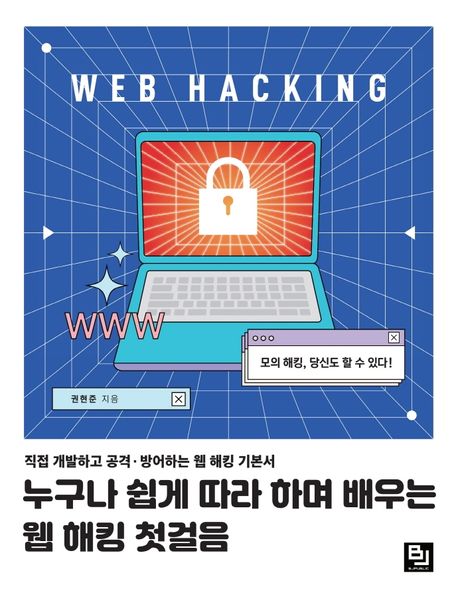 WEB HACKING
WWW
모의 해킹, 당신도 할 수 있다!
권현준 지음
직접 개발하고 공격·방어하는 웹 해킹 기본서
누구나 쉽게 따라 하며 배우는
웹 해킹 첫걸음
BJ
BJPUBLIC